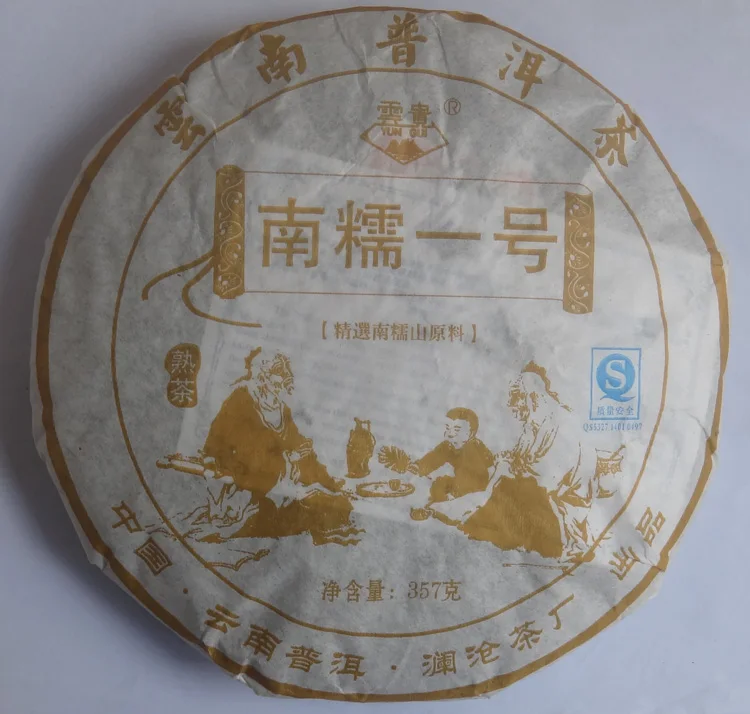 雲南普洱茶
雲貴®
YUN GUI
南糯一号
【精選南糯山原料】
熟茶
质量安全
净含量：357克
中国·云南普洱·澜沧茶厂 出品